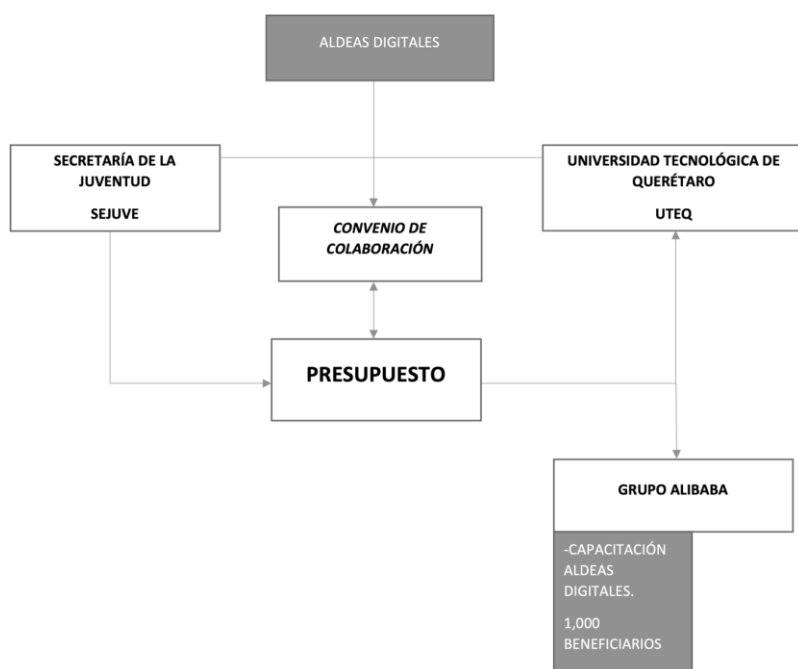 ALDEAS DIGITALES
SECRETARÍA DE LA
JUVENTUD
SEJUVE
UNIVERSIDAD TECNOLÓGICA DE
QUERÉTARO
UTEQ
CONVENIO DE
COLABORACIÓN
PRESUPUESTO
GRUPO ALIBABA
-CAPACITACIÓN
ALDEAS
DIGITALES.
1,000
BENEFICIARIOS